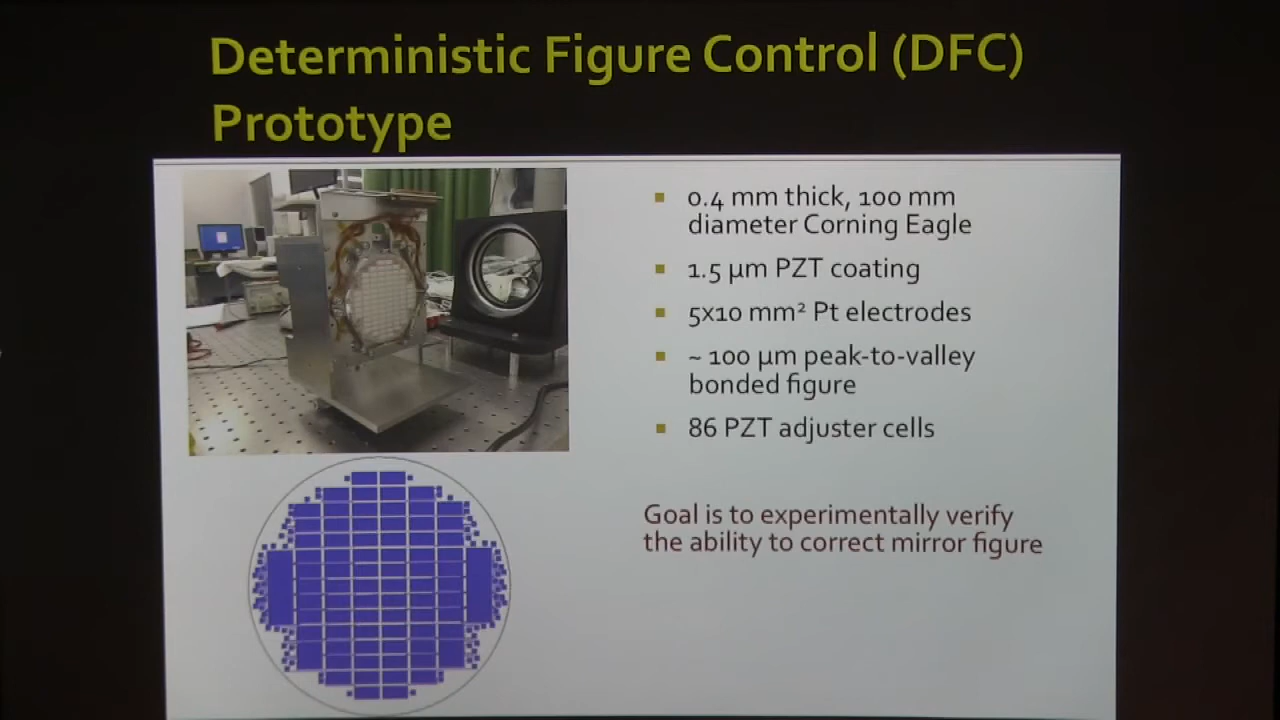 Deterministic Figure Control (DFC)
Prototype
0.4 mm thick, 100 mm
diameter Corning Eagle
1.5 µm PZT coating
5x10 mm² Pt electrodes
~ 100 µm peak-to-valley
bonded figure
86 PZT adjuster cells
Goal is to experimentally verify
the ability to correct mirror figure